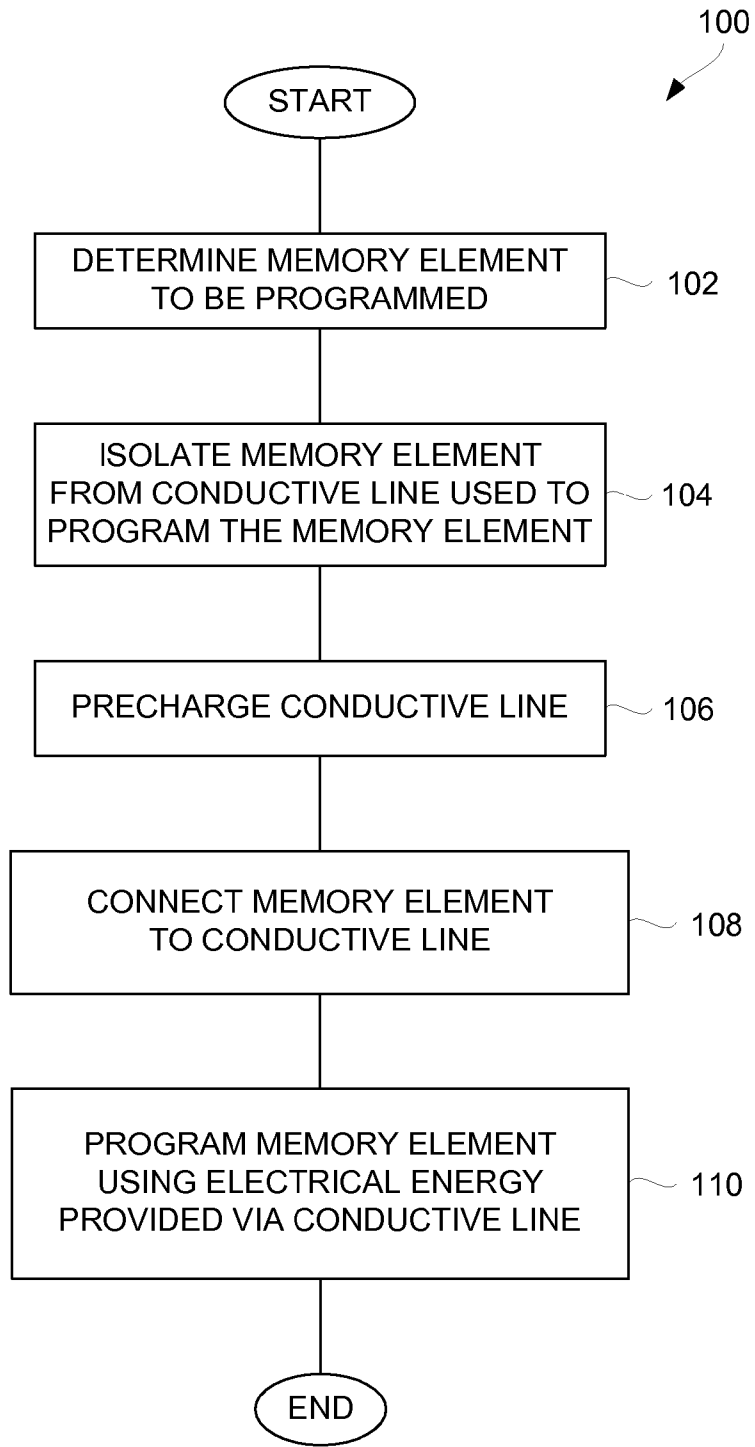 100
START
DETERMINE MEMORY ELEMENT
TO BE PROGRAMMED
102
ISOLATE MEMORY ELEMENT
FROM CONDUCTIVE LINE USED TO
PROGRAM THE MEMORY ELEMENT
104
PRECHARGE CONDUCTIVE LINE
106
CONNECT MEMORY ELEMENT
TO CONDUCTIVE LINE
108
PROGRAM MEMORY ELEMENT
USING ELECTRICAL ENERGY
PROVIDED VIA CONDUCTIVE LINE
110
END